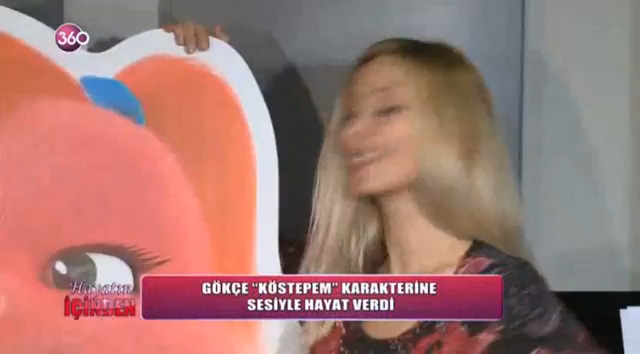 360
Hayatın
İÇİNDEN
GÖKÇE "KÖSTEPEM" KARAKTERİNE
SESİYLE HAYAT VERDİ